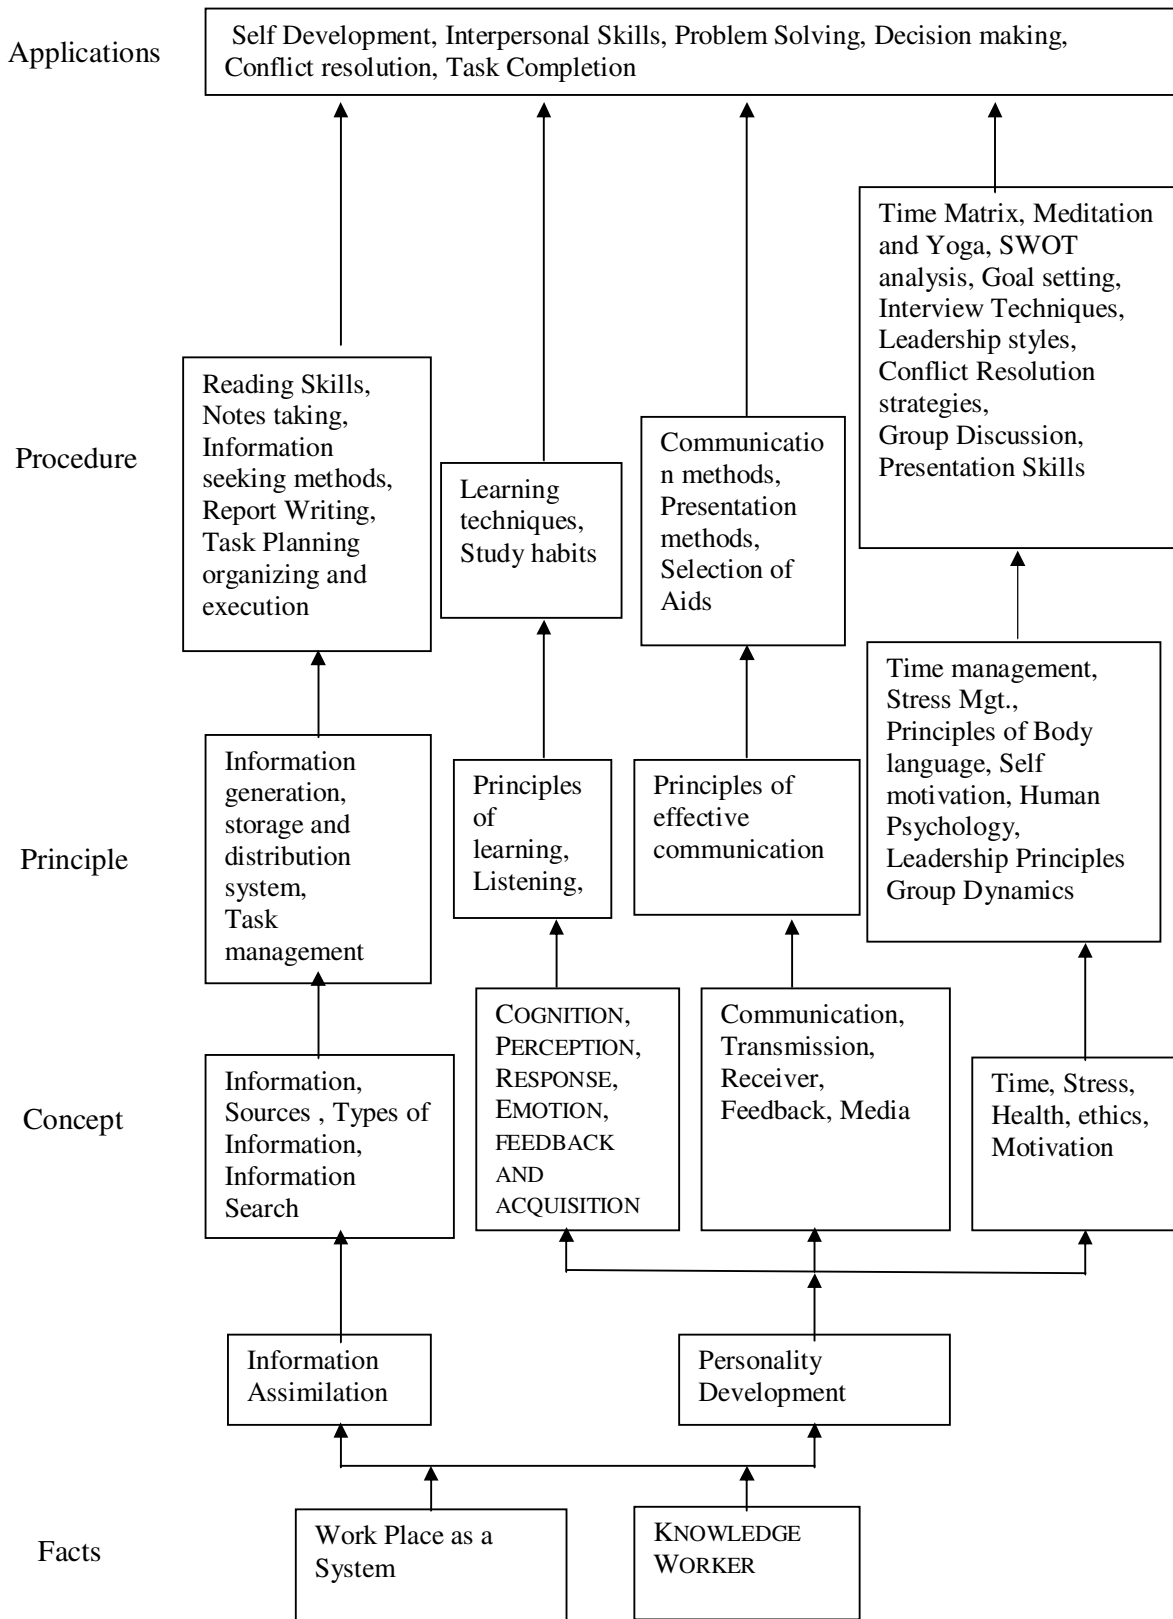 Applications
Self Development, Interpersonal Skills, Problem Solving, Decision making,
Conflict resolution, Task Completion
Time Matrix, Meditation
and Yoga, SWOT
analysis, Goal setting,
Interview Techniques,
Leadership styles,
Conflict Resolution
strategies,
Group Discussion,
Presentation Skills
Procedure
Reading Skills,
Notes taking,
Information
seeking methods,
Report Writing,
Task Planning
organizing and
execution
Learning
techniques,
Study habits
Communicatio
n methods,
Presentation
methods,
Selection of
Aids
Principle
Information
generation,
storage and
distribution
system,
Task
management
Principles
of
learning,
Listening,
Principles of
effective
communication
Time management,
Stress Mgt.,
Principles of Body
language, Self
motivation, Human
Psychology,
Leadership Principles
Group Dynamics
Concept
Information,
Sources , Types of
Information,
Information
Search
COGNITION,
PERCEPTION,
RESPONSE,
EMOTION,
FEEDBACK
AND
ACQUISITION
Communication,
Transmission,
Receiver,
Feedback, Media
Time, Stress,
Health, ethics,
Motivation
Information
Assimilation
Personality
Development
Facts
Work Place as a
System
KNOWLEDGE
WORKER